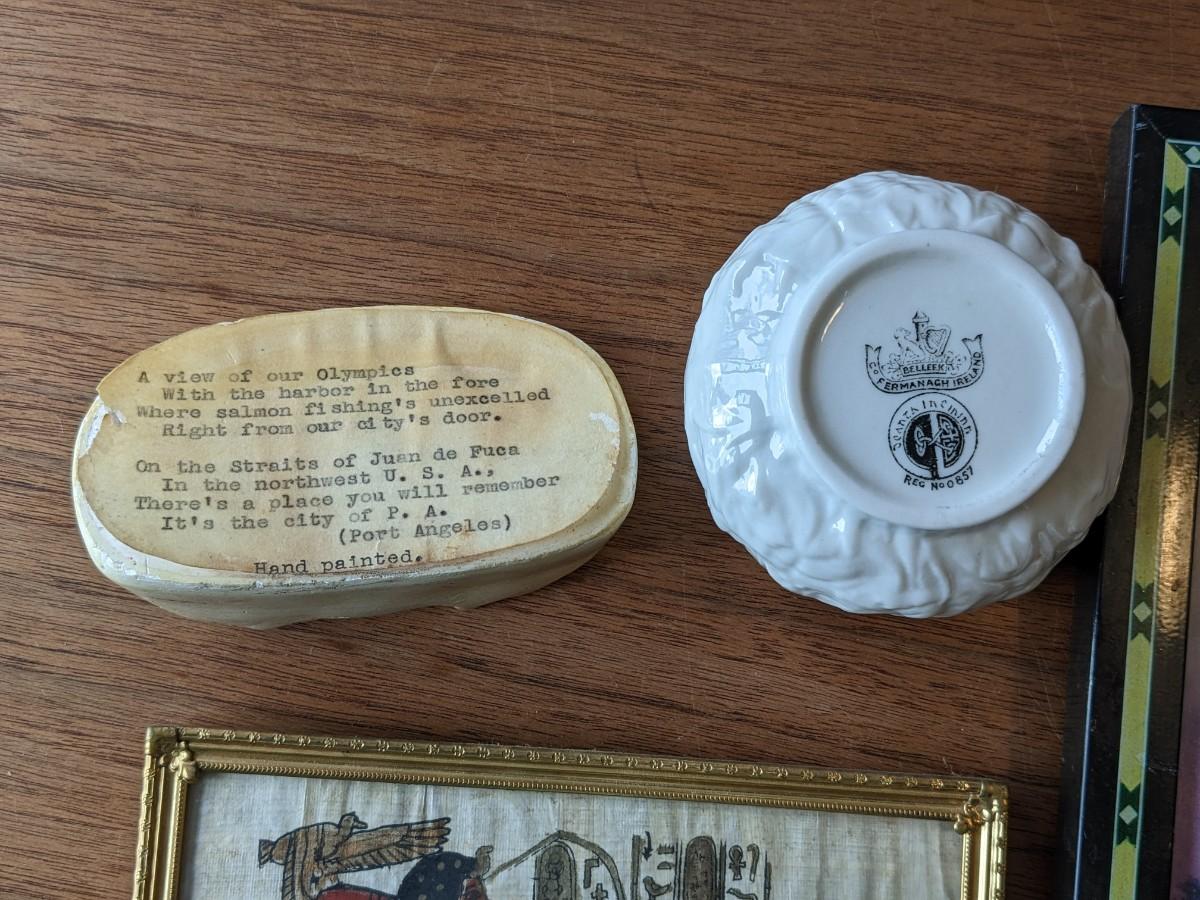 A view of our Olympics
With the harbor in the fore
Where salmon fishing's unexcelled
Right from our city's door.
On the Straits of Juan de Fuca
In the northwest U. S. A.,
There's a place you will remember
It's the city of P. A.
(Port Angeles)
Hand painted.
BELLEEK
Co FERMANAGH IRELAND
REG No 0857